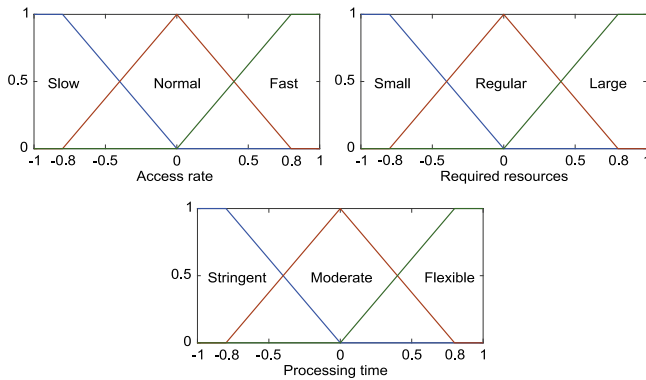 1
0.5
0
Slow Normal Fast
-1 -0.8 -0.5 0 0.5 0.8 1
Access rate
1
0.5
0
Small Regular Large
-1 -0.8 -0.5 0 0.5 0.8 1
Required resources
1
0.5
0
Stringent Moderate Flexible
-1 -0.8 -0.5 0 0.5 0.8 1
Processing time